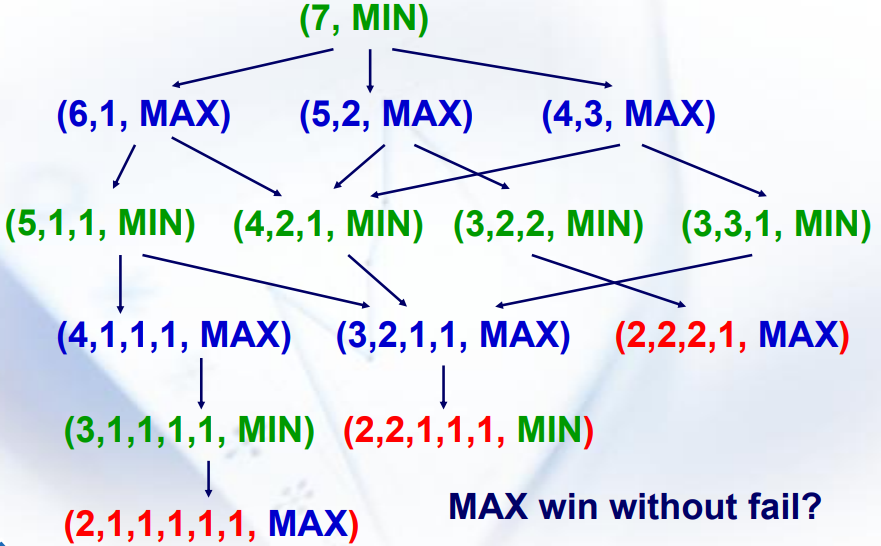 (7, MIN)
(6,1, MAX) (5,2, MAX) (4,3, MAX)
(5,1,1, MIN) (4,2,1, MIN) (3,2,2, MIN) (3,3,1, MIN)
(4,1,1,1, MAX) (3,2,1,1, MAX) (2,2,2,1, MAX)
(3,1,1,1,1, MIN) (2,2,1,1,1, MIN)
(2,1,1,1,1,1, MAX) MAX win without fail?